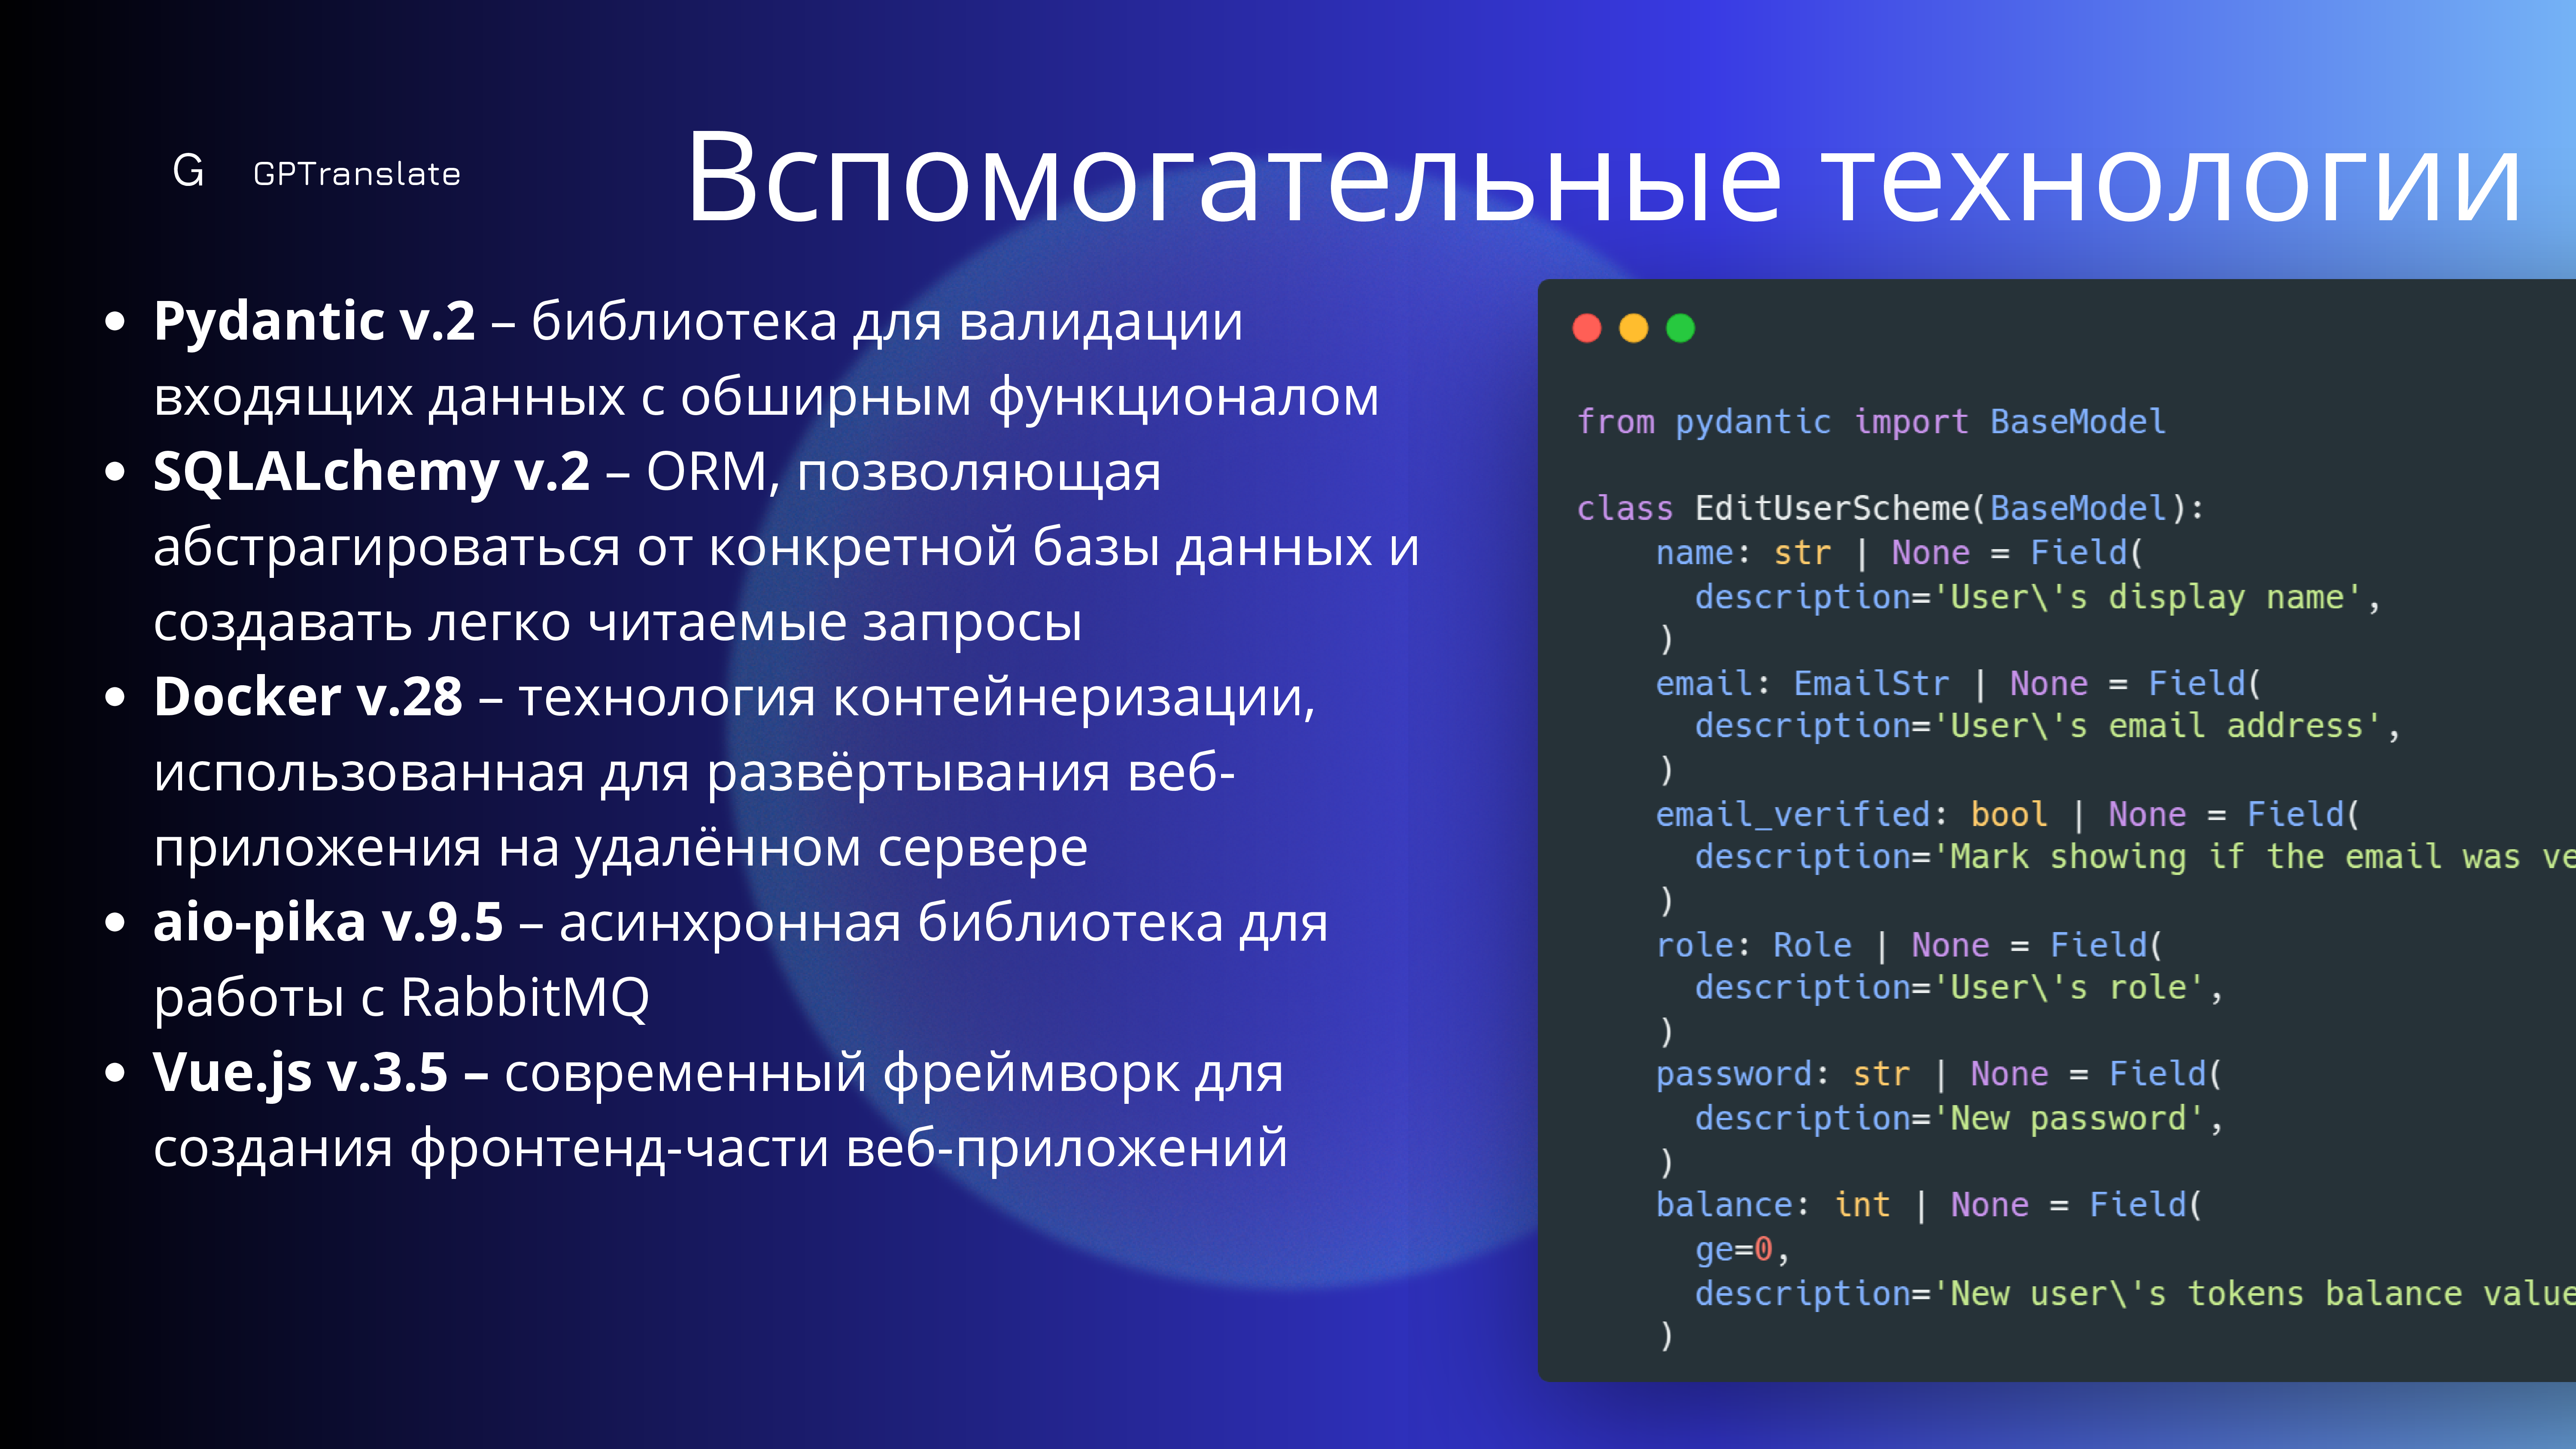 G GPTranslate
Вспомогательные технологии
• Pydantic v.2 – библиотека для валидации
входящих данных с обширным функционалом
• SQLALchemy v.2 – ORM, позволяющая
абстрагироваться от конкретной базы данных и
создавать легко читаемые запросы
• Docker v.28 – технология контейнеризации,
использованная для развёртывания веб-
приложения на удалённом сервере
• aio-pika v.9.5 – асинхронная библиотека для
работы с RabbitMQ
• Vue.js v.3.5 – современный фреймворк для
создания фронтенд-части веб-приложений
from pydantic import BaseModel
class EditUserScheme(BaseModel):
    name: str | None = Field(
      description='User\'s display name',
    )
    email: EmailStr | None = Field(
      description='User\'s email address',
    )
    email_verified: bool | None = Field(
      description='Mark showing if the email was ve
    )
    role: Role | None = Field(
      description='User\'s role',
    )
    password: str | None = Field(
      description='New password',
    )
    balance: int | None = Field(
      ge=0,
      description='New user\'s tokens balance value
    )